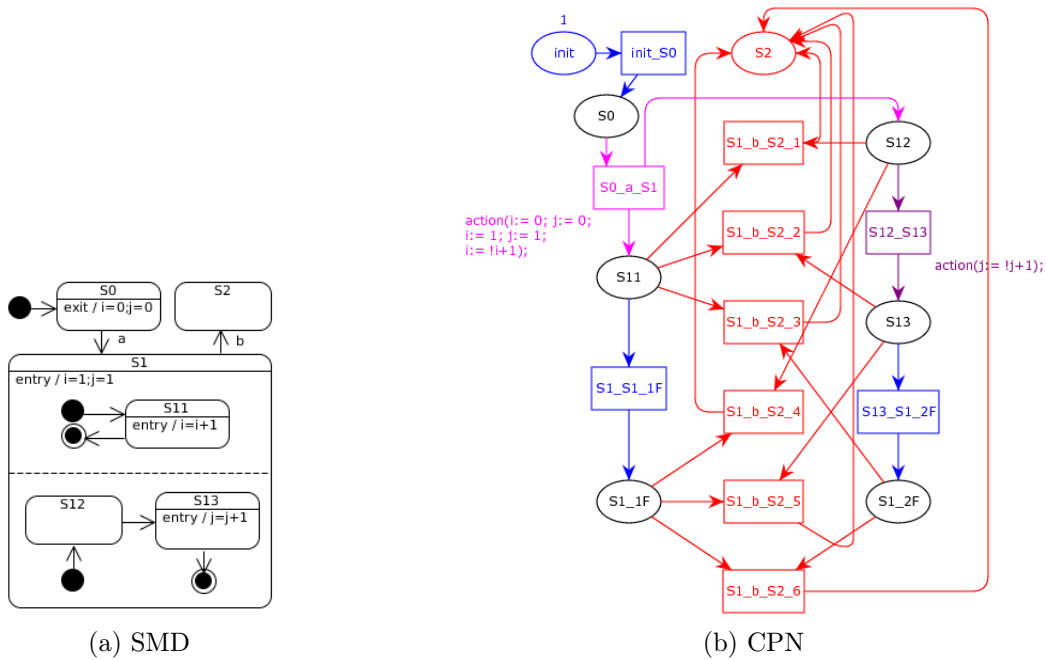 S0
exit / i=0;j=0
S2
a
b
S1
entry / i=1;j=1
S11
entry / i=i+1
S12
S13
entry / j=j+1
(a) SMD
1
init
init_S0
S2
S0
S1_b_S2_1
S12
S0_a_S1
action(i:= 0; j:= 0;
i:= 1; j:= 1;
i:= !i+1);
S1_b_S2_2
S12_S13
action(j:= !j+1);
S11
S1_b_S2_3
S13
S1_S1_1F
S1_b_S2_4
S13_S1_2F
S1_1F
S1_b_S2_5
S1_2F
S1_b_S2_6
(b) CPN